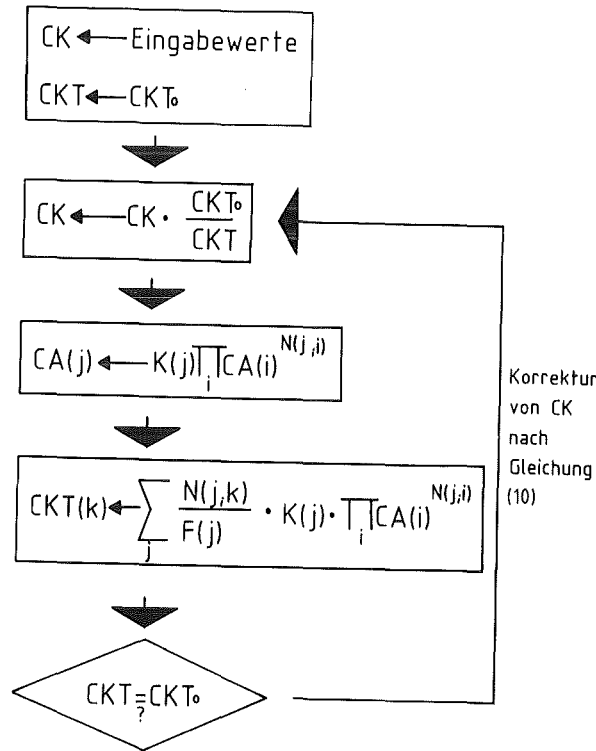 CK ← Eingabewerte
CKT ← CKT₀
CK ← CK · CKT₀ / CKT
CA(j) ← K(j) ∏ᵢ CA(i)^N(j,i)
CKT(k) ← ∑ⱼ N(j,k) / F(j) · K(j) · ∏ᵢ CA(i)^N(j,i)
CKT =? CKT₀
Korrektur
von CK
nach
Gleichung
(10)